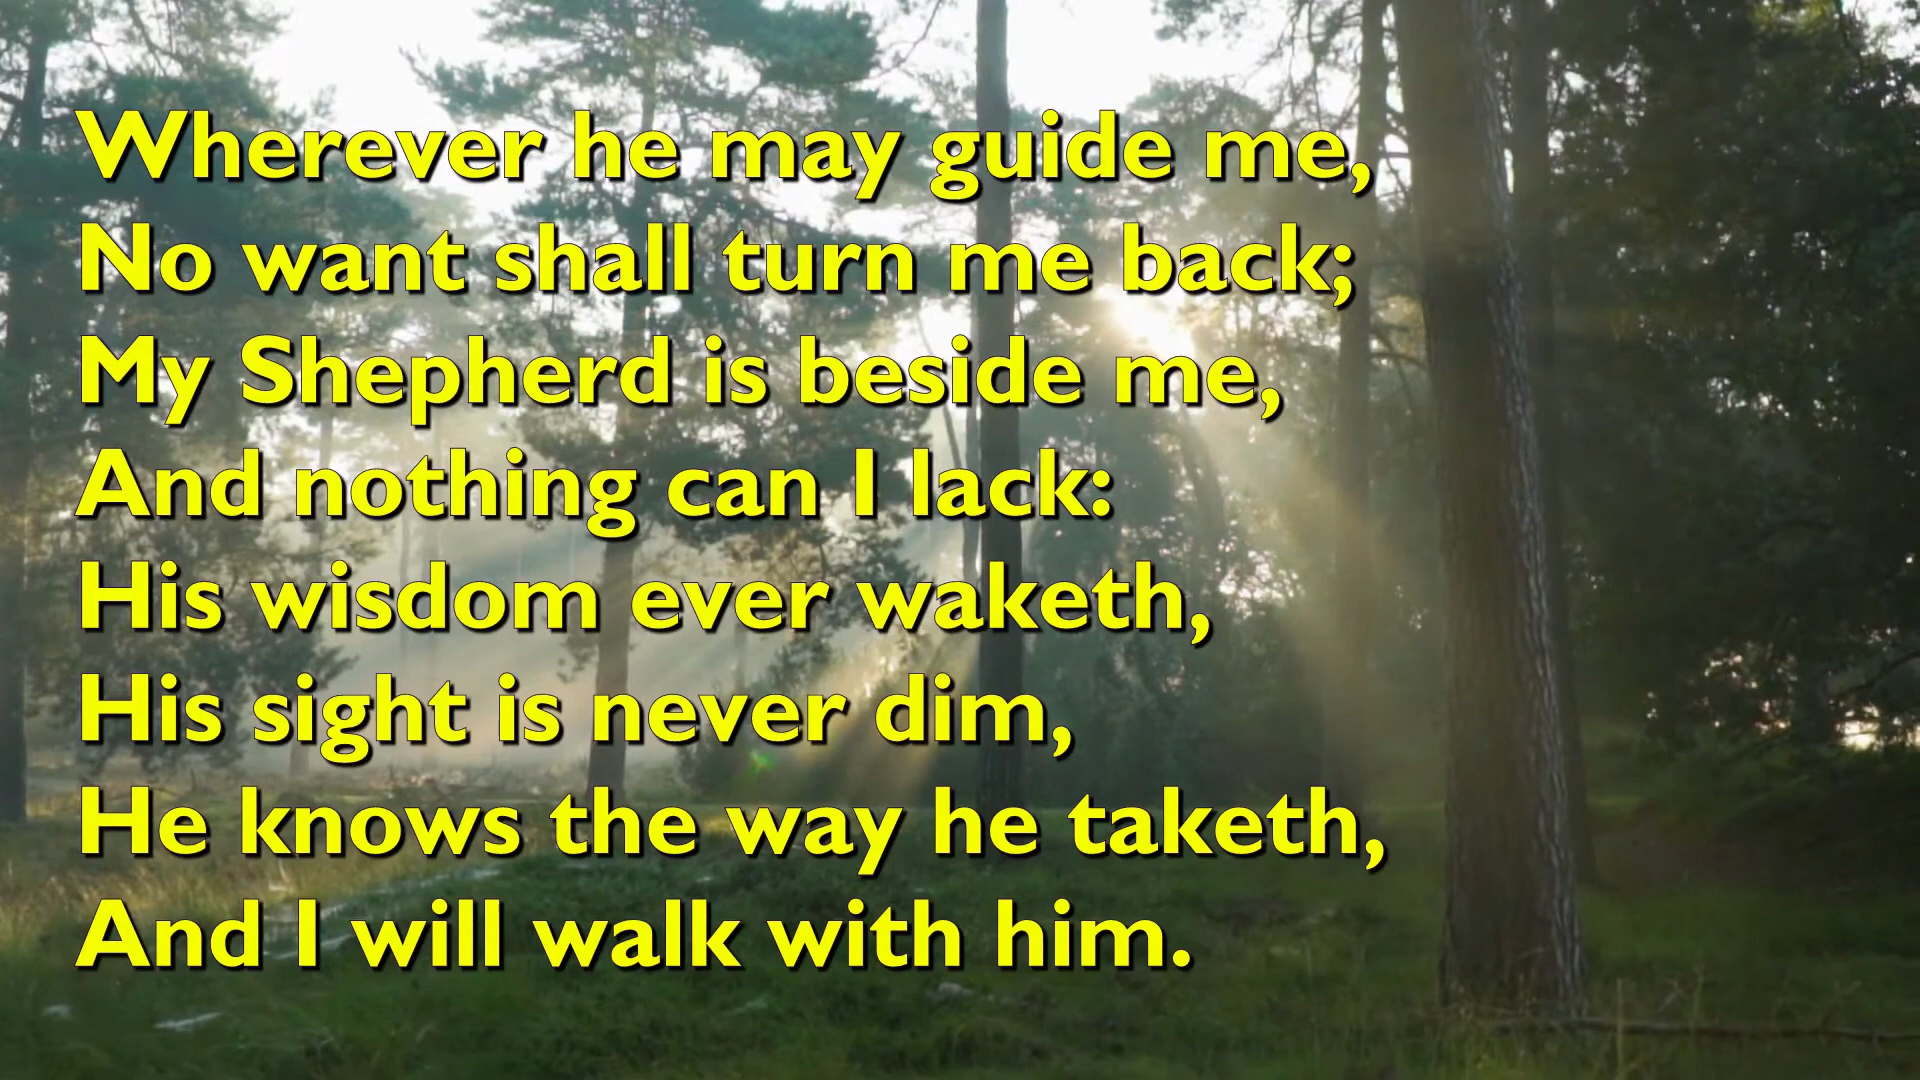 Wherever he may guide me,
No want shall turn me back;
My Shepherd is beside me,
And nothing can I lack:
His wisdom ever waketh,
His sight is never dim,
He knows the way he taketh,
And I will walk with him.